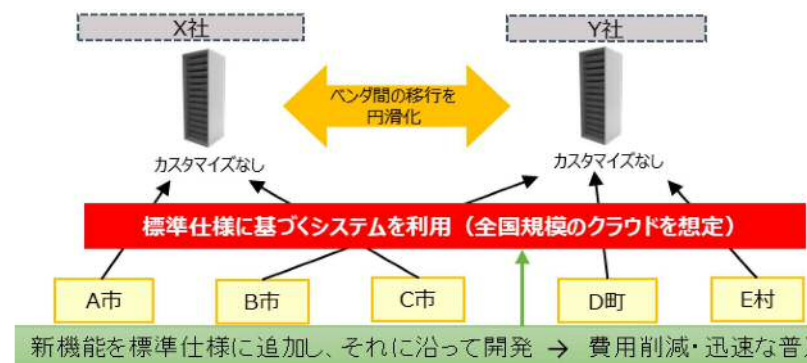 X社
Y社
ベンダ間の移行を
円滑化
カスタマイズなし
カスタマイズなし
標準仕様に基づくシステムを利用（全国規模のクラウドを想定）
A市
B市
C市
D町
E村
新機能を標準仕様に追加し、それに沿って開発 → 費用削減・迅速な普